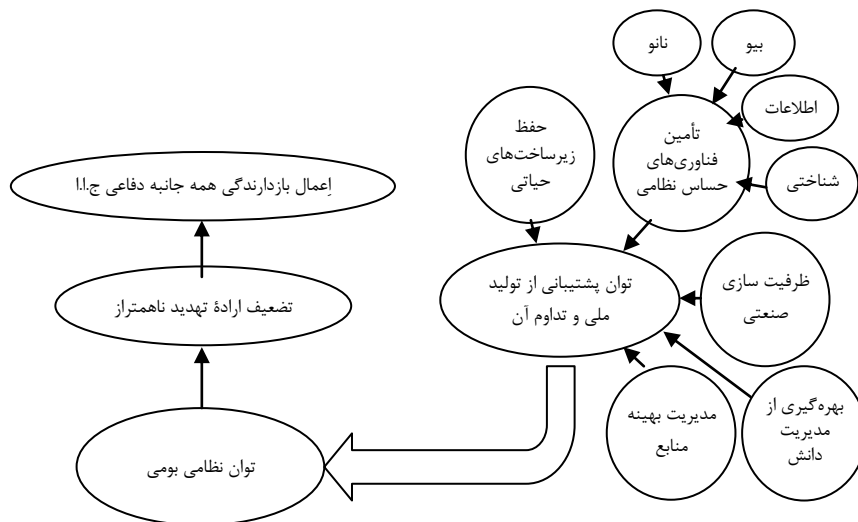 نانو
بیو
اطلاعات
شناختی
تأمین
فناوری‌های
حساس نظامی
حفظ
زیرساخت‌های
حیاتی
ظرفیت سازی
صنعتی
توان پشتیبانی از تولید
ملی و تداوم آن
بهره‌گیری از
مدیریت
دانش
مدیریت بهینه
منابع
إعمال بازدارندگی همه جانبه دفاعی ج.ا.ا
تضعیف ارادۀ تهدید ناهمتراز
توان نظامی بومی